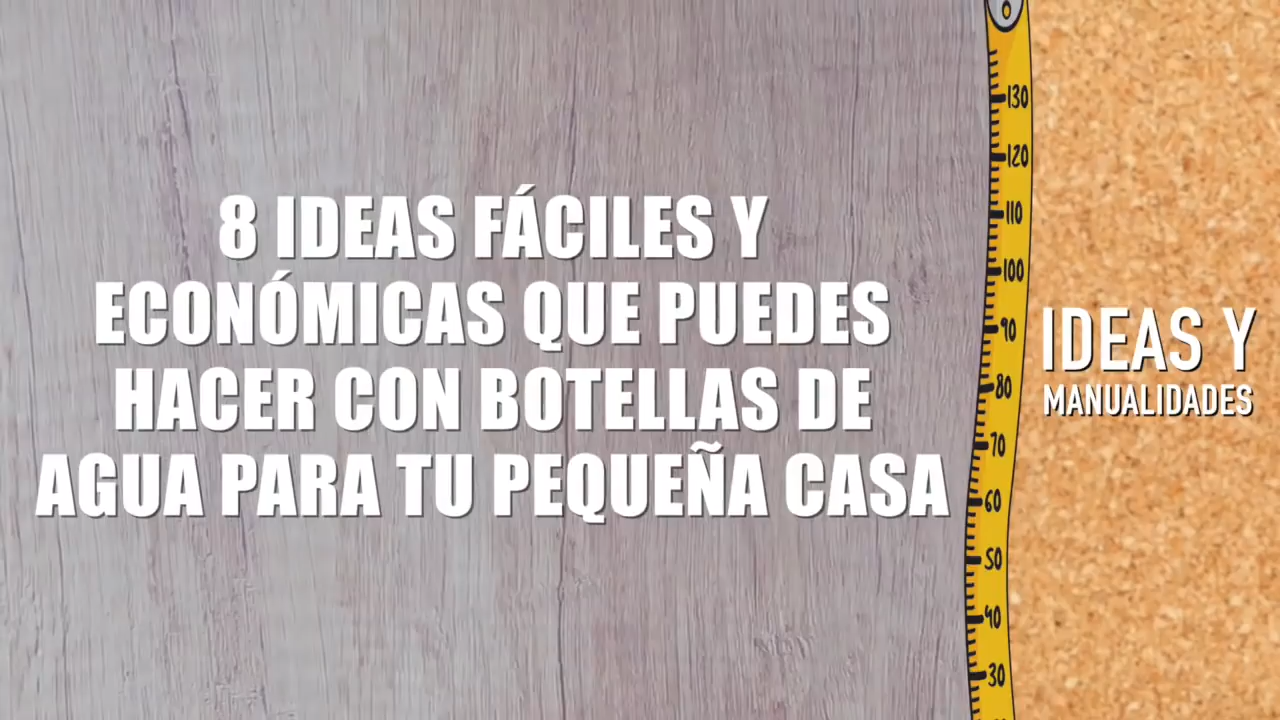 8 IDEAS FÁCILES Y
ECONÓMICAS QUE PUEDES
HACER CON BOTELLAS DE
AGUA PARA TU PEQUEÑA CASA
IDEAS Y
MANUALIDADES
130
120
110
100
90
80
70
60
50
40
30